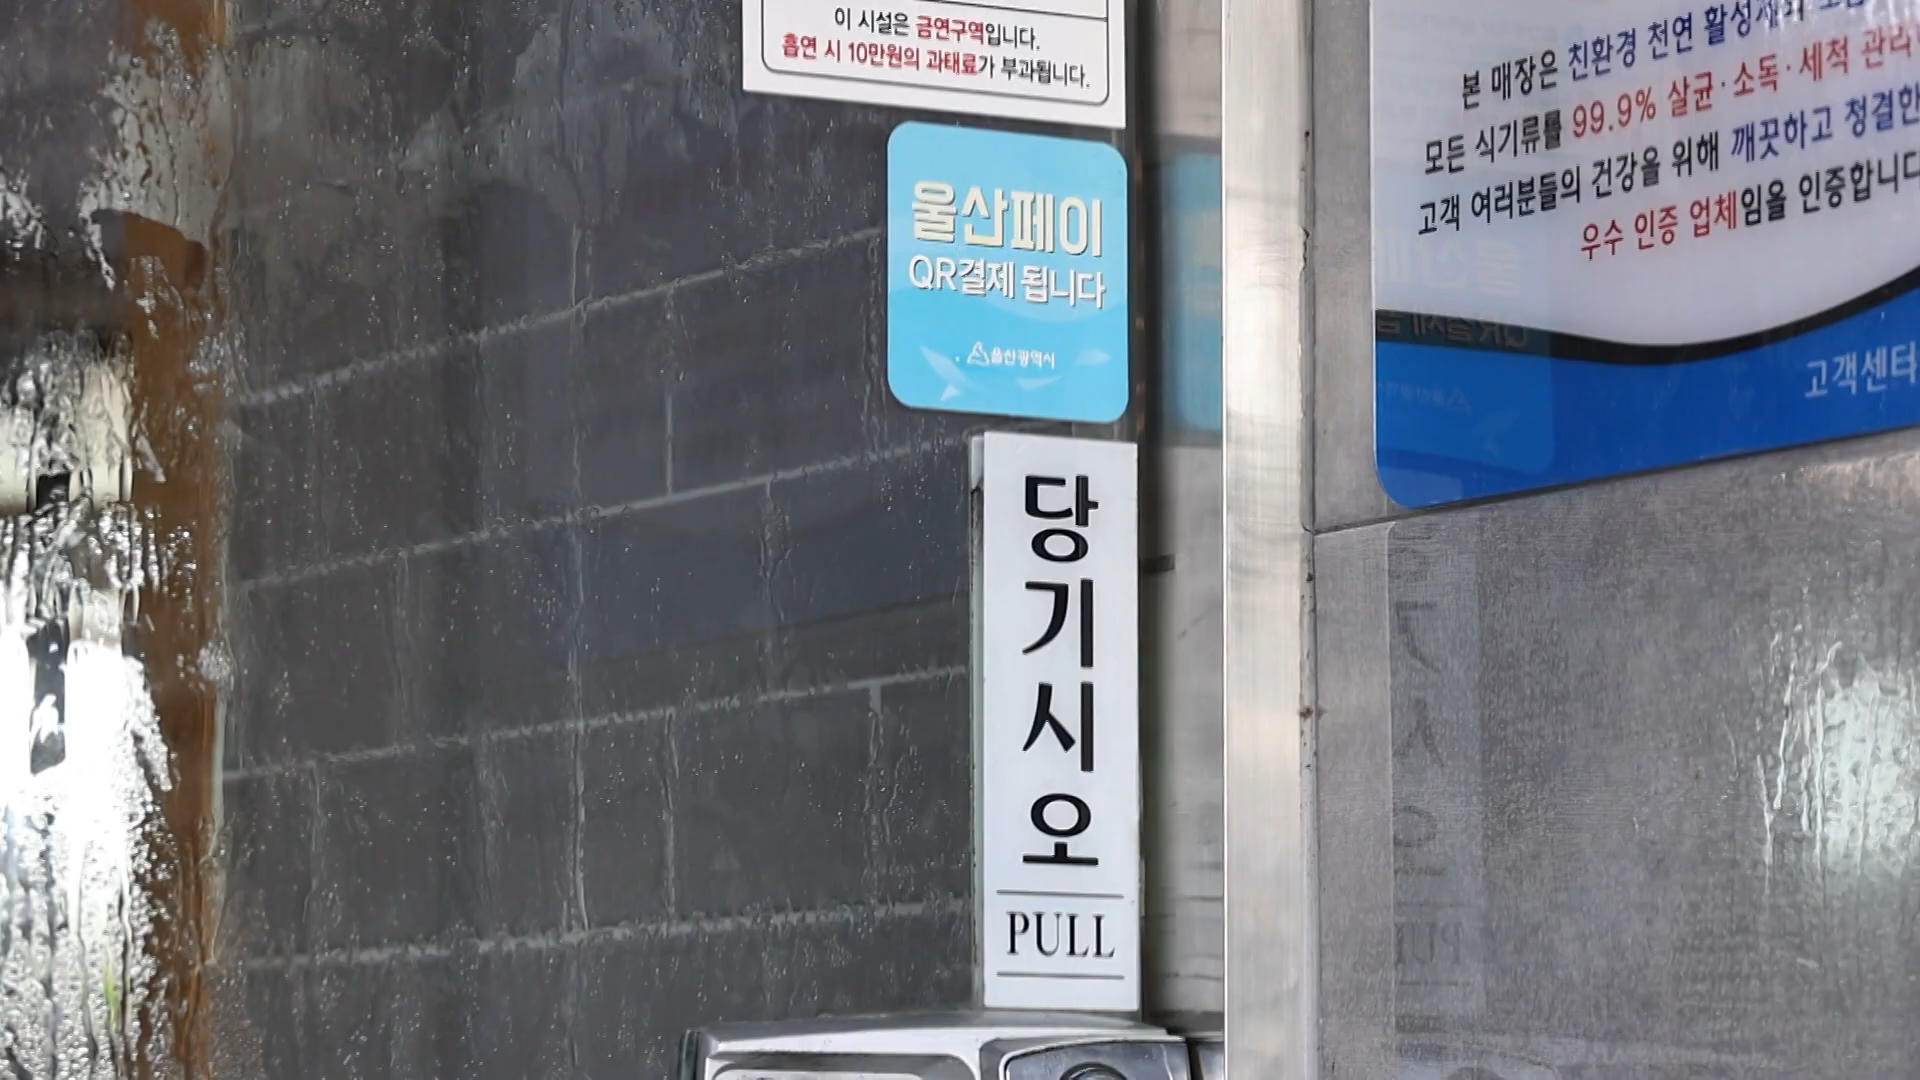 이 시설은 금연구역입니다.
흡연 시 10만원의 과태료가 부과됩니다.
울산페이
QR결제 됩니다
울산광역시
당기시오
PULL
본 매장은 친환경 천연
모든 식기류를 99.9% 살균·소독·세척 관리
고객 여러분들의 건강을 위해 깨끗하고 청결한
우수 인증 업체임을 인증합니다
고객센터